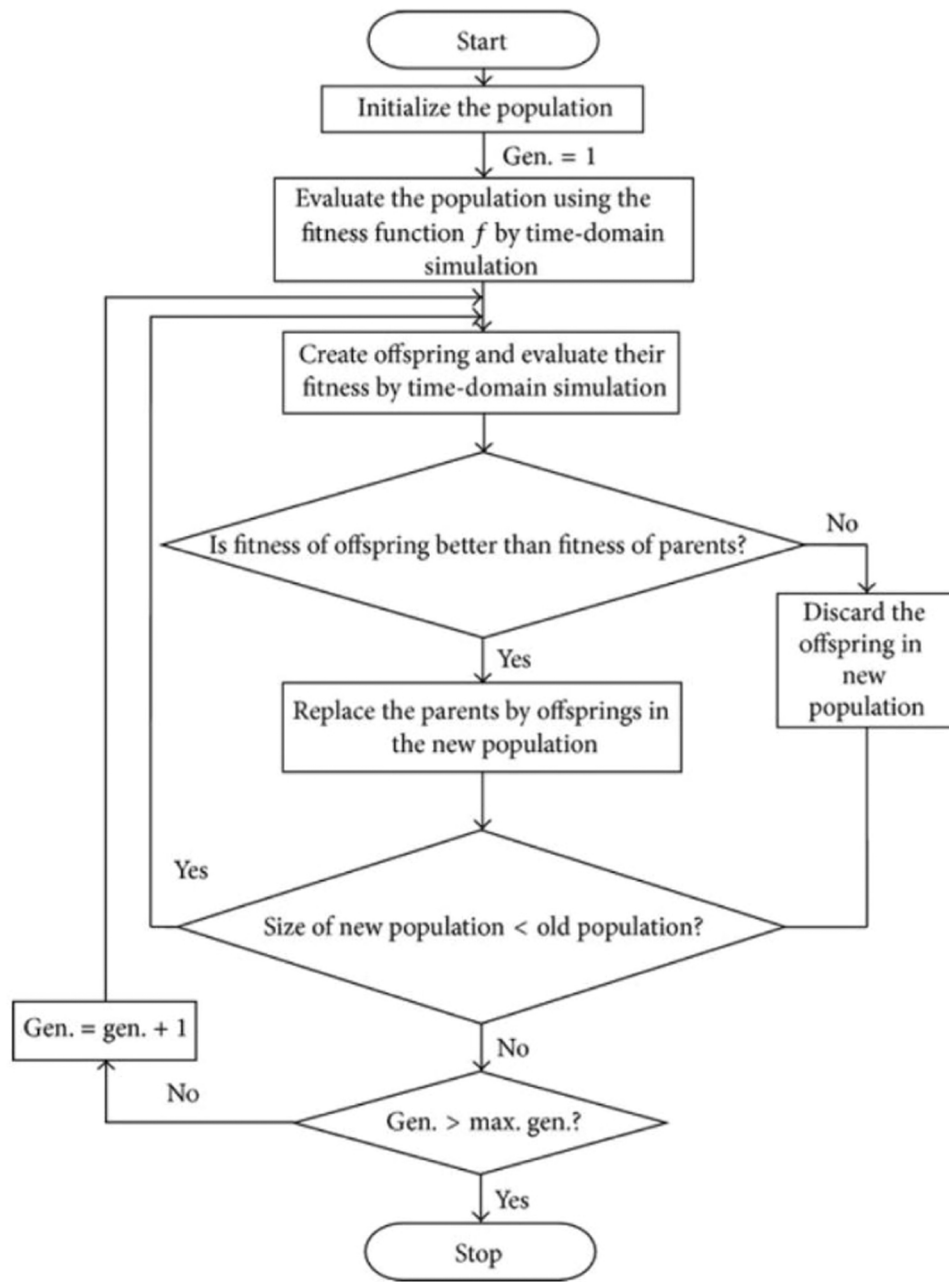 Start
Initialize the population
Gen. = 1
Evaluate the population using the
fitness function f by time-domain
simulation
Create offspring and evaluate their
fitness by time-domain simulation
Is fitness of offspring better than fitness of parents?
No
Discard the
offspring in
new
population
Yes
Replace the parents by offsprings in
the new population
Yes
Size of new population < old population?
Gen. = gen. + 1
No
No
Gen. > max. gen.?
Yes
Stop